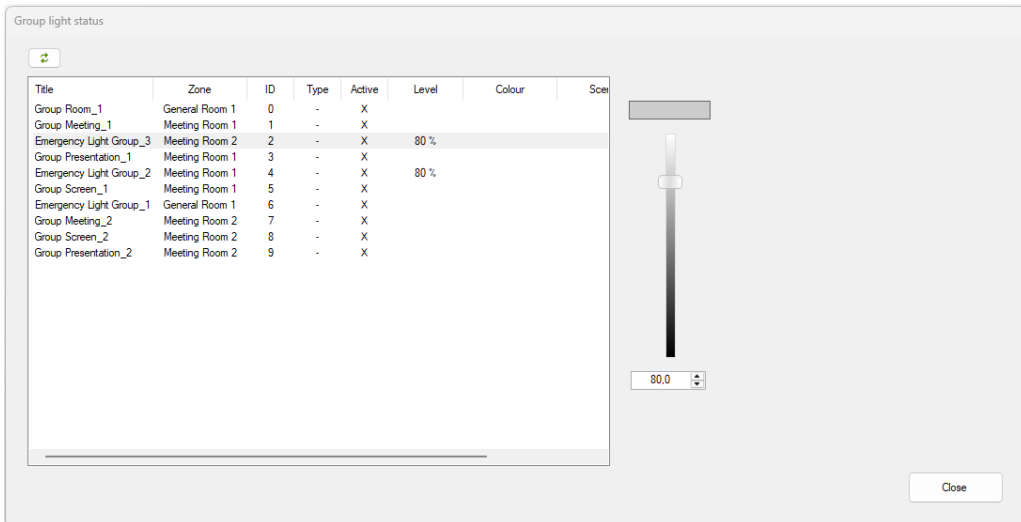 Group light status
Title Zone ID Type Active Level Colour Scei
Group Room_1 General Room 1 0 - X
Group Meeting_1 Meeting Room 1 1 - X
Emergency Light Group_3 Meeting Room 2 2 - X 80 %
Group Presentation_1 Meeting Room 1 3 - X
Emergency Light Group_2 Meeting Room 1 4 - X 80 %
Group Screen_1 Meeting Room 1 5 - X
Emergency Light Group_1 General Room 1 6 - X
Group Meeting_2 Meeting Room 2 7 - X
Group Screen_2 Meeting Room 2 8 - X
Group Presentation_2 Meeting Room 2 9 - X
80,0
Close